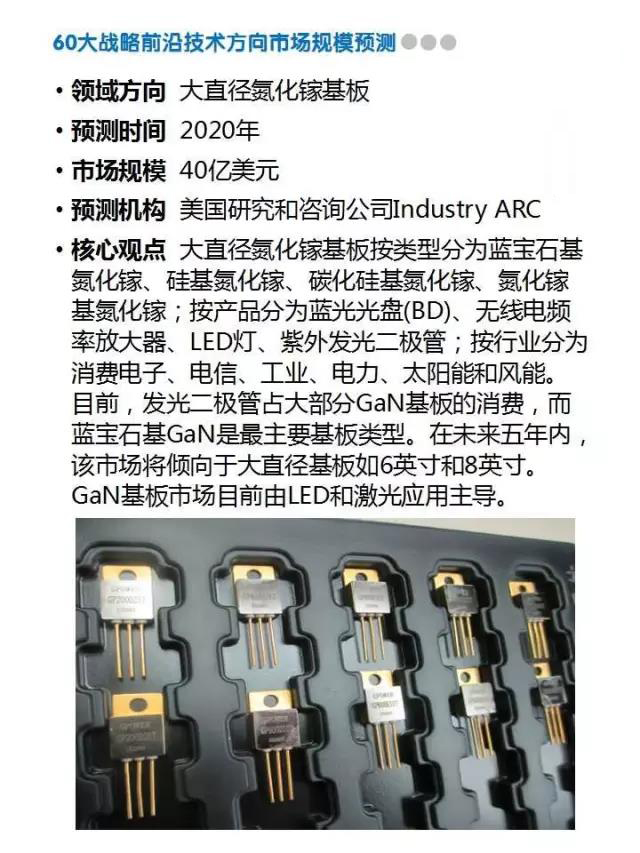 60大战略前沿技术方向市场规模预测
• 领域方向 大直径氮化镓基板
• 预测时间 2020年
• 市场规模 40亿美元
• 预测机构 美国研究和咨询公司Industry ARC
• 核心观点 大直径氮化镓基板按类型分为蓝宝石基
氮化镓、硅基氮化镓、碳化硅基氮化镓、氮化镓
基氮化镓；按产品分为蓝光光盘(BD)、无线电频
率放大器、LED灯、紫外发光二极管；按行业分为
消费电子、电信、工业、电力、太阳能和风能。
目前，发光二极管占大部分GaN基板的消费，而
蓝宝石基GaN是最主要基板类型。在未来五年内，
该市场将倾向于大直径基板如6英寸和8英寸。
GaN基板市场目前由LED和激光应用主导。
GPOWER
GPOWER
GPOWER